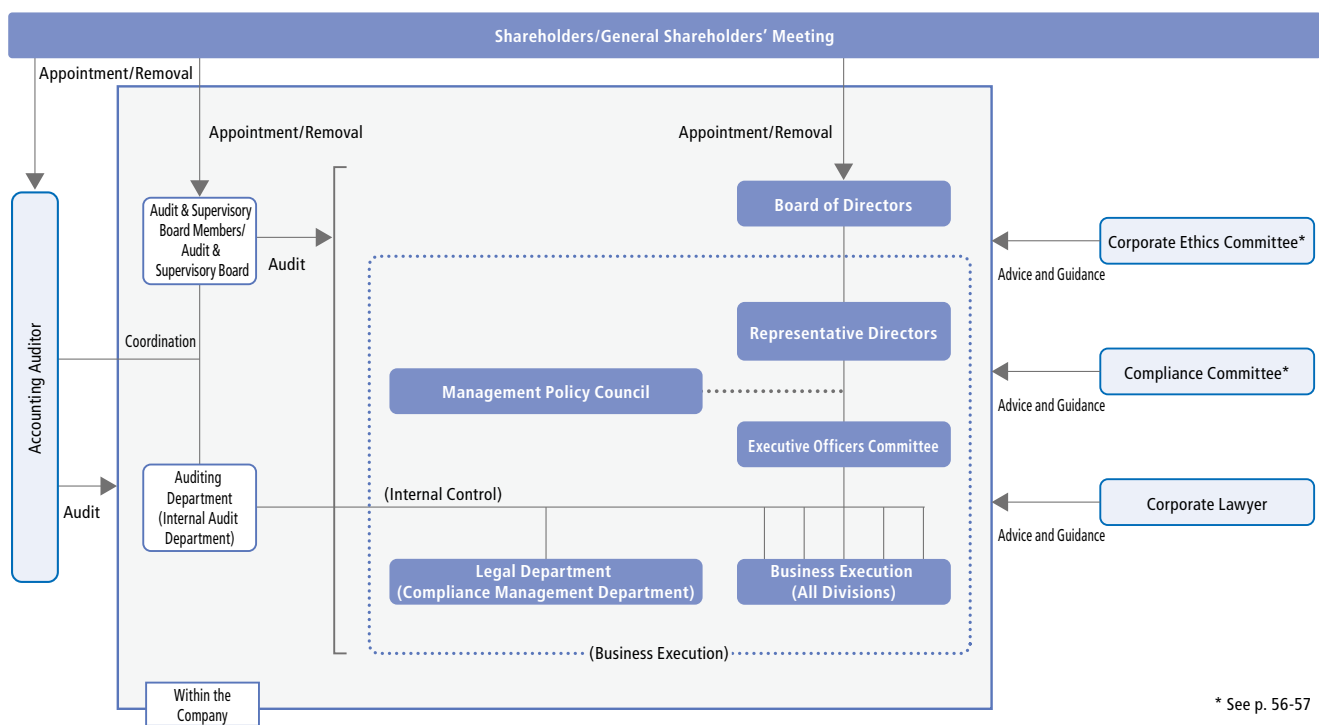 Shareholders/General Shareholders' Meeting
Appointment/Removal
Appointment/Removal
Appointment/Removal
Accounting Auditor
Audit & Supervisory
Board Members/
Audit &
Supervisory Board
Audit
Board of Directors
Corporate Ethics Committee*
Advice and Guidance
Coordination
Representative Directors
Management Policy Council
Compliance Committee*
Advice and Guidance
Executive Officers Committee
Auditing
Department
(Internal Audit
Department)
Audit
(Internal Control)
Corporate Lawyer
Advice and Guidance
Legal Department
(Compliance Management Department)
Business Execution
(All Divisions)
(Business Execution)
Within the
Company
* See p. 56-57